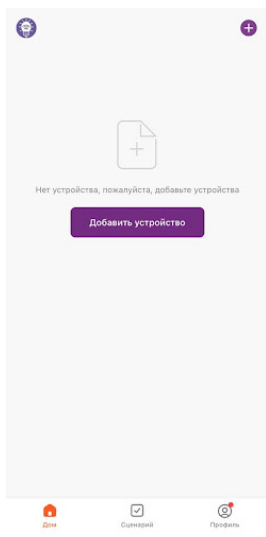 Нет устройства, пожалуйста, добавьте устройства
Добавить устройство
Дом
Сценарий
Профиль